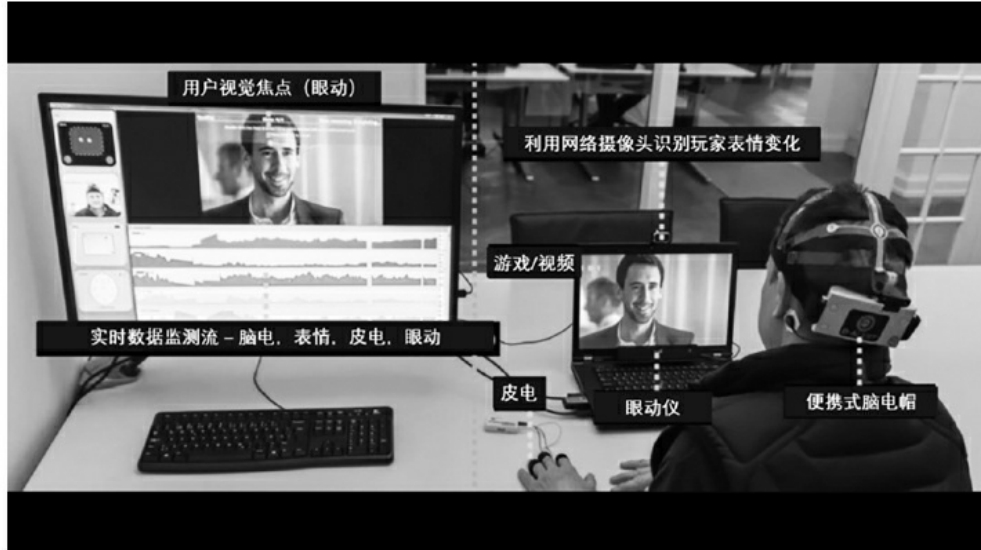 用户视觉焦点（眼动）
利用网络摄像头识别玩家表情变化
游戏/视频
实时数据监测流 – 脑电，表情，皮电，眼动
皮电
眼动仪
便携式脑电帽